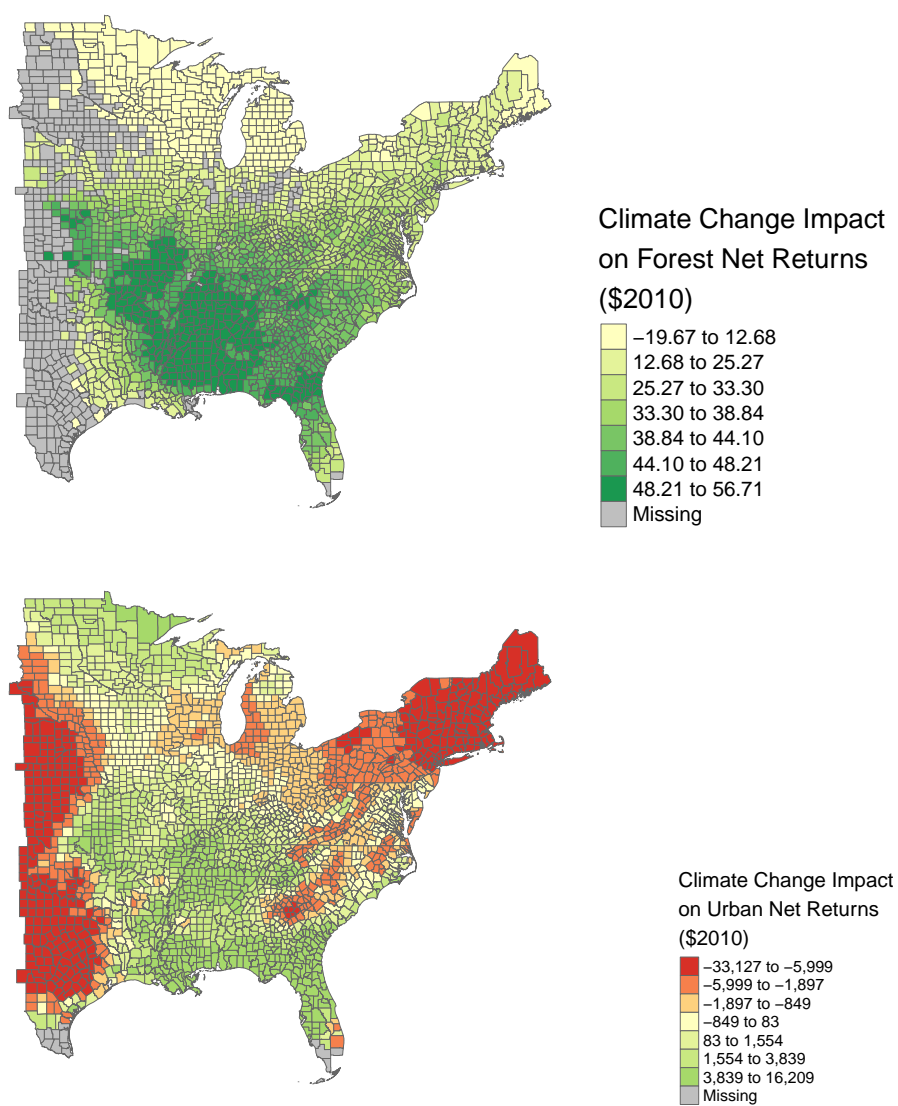 Climate Change Impact
on Forest Net Returns
($2010)
−19.67 to 12.68
12.68 to 25.27
25.27 to 33.30
33.30 to 38.84
38.84 to 44.10
44.10 to 48.21
48.21 to 56.71
Missing
Climate Change Impact
on Urban Net Returns
($2010)
−33,127 to −5,999
−5,999 to −1,897
−1,897 to −849
−849 to 83
83 to 1,554
1,554 to 3,839
3,839 to 16,209
Missing